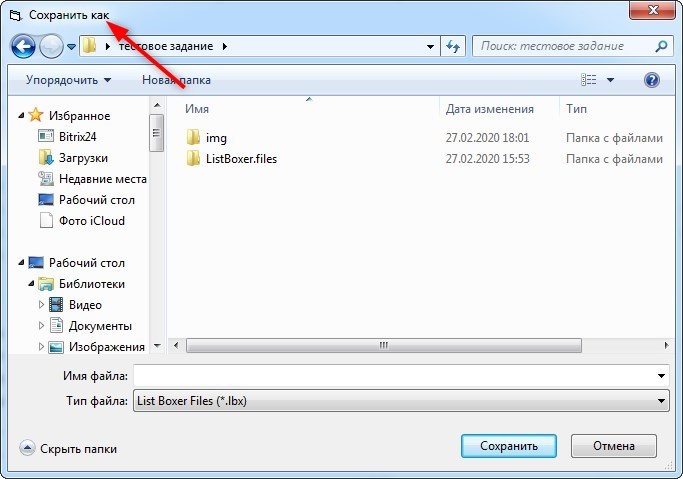 Сохранить как
тестовое задание
Поиск: тестовое задание
Упорядочить
Новая папка
Избранное
Bitrix24
Загрузки
Недавние места
Рабочий стол
Фото iCloud
Рабочий стол
Библиотеки
Видео
Документы
Изображения
Имя Дата изменения Тип
img 27.02.2020 18:01 Папка с файлами
ListBoxer.files 27.02.2020 15:53 Папка с файлами
Имя файла:
Тип файла: List Boxer Files (*.lbx)
Скрыть папки
Сохранить
Отмена